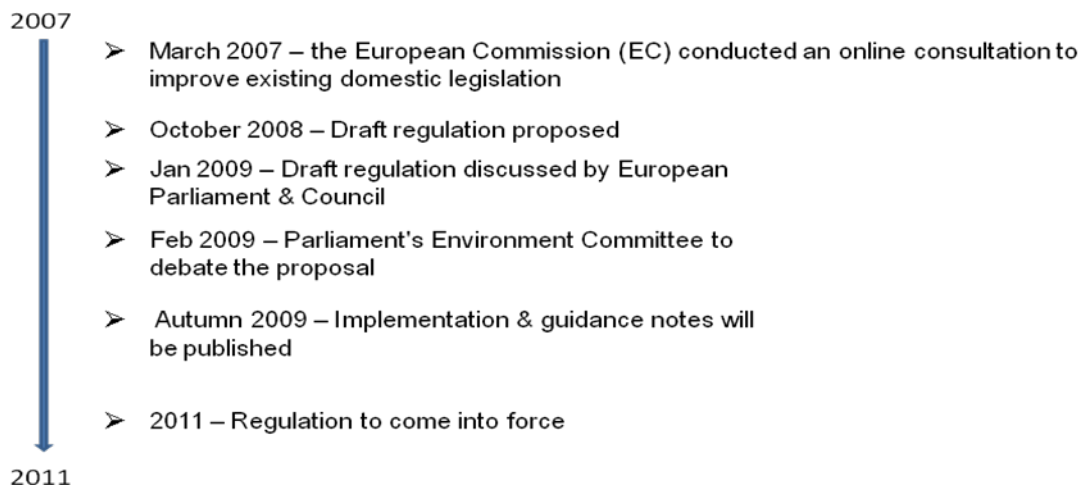 2007
➢ March 2007 – the European Commission (EC) conducted an online consultation to
improve existing domestic legislation
➢ October 2008 – Draft regulation proposed
➢ Jan 2009 – Draft regulation discussed by European
Parliament & Council
➢ Feb 2009 – Parliament's Environment Committee to
debate the proposal
➢ Autumn 2009 – Implementation & guidance notes will
be published
➢ 2011 – Regulation to come into force
2011